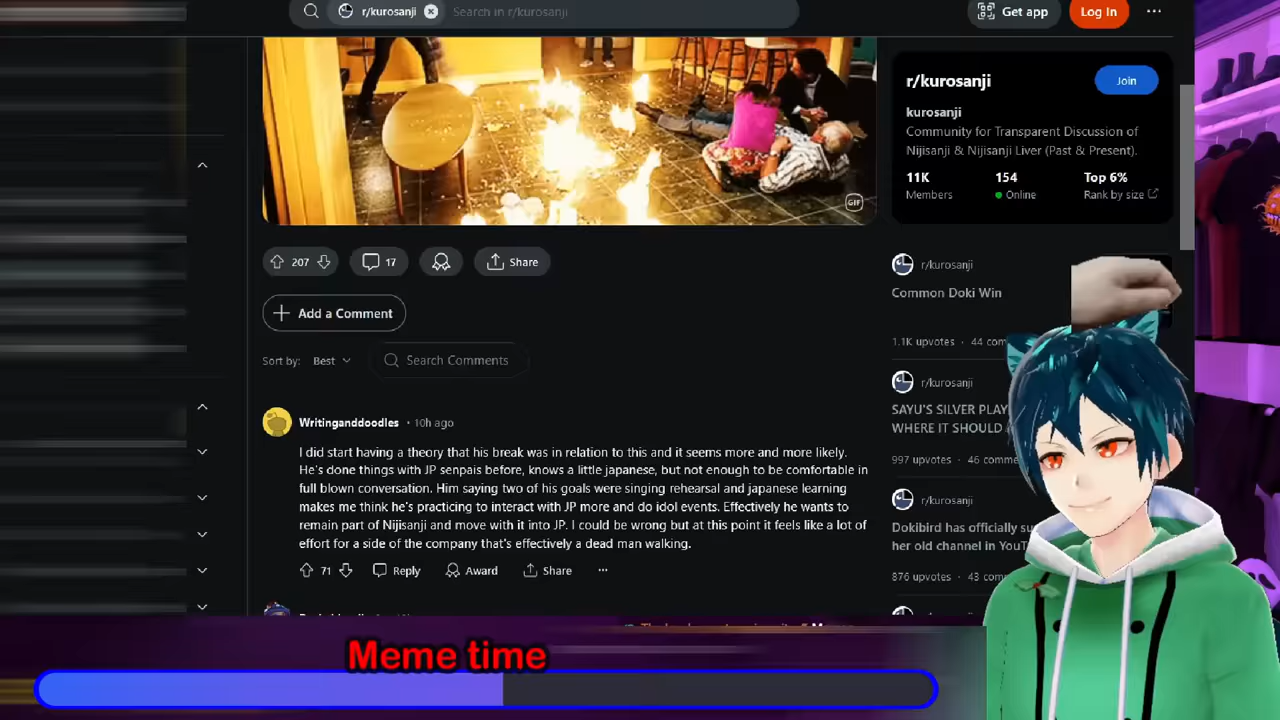 r/kurosanji
Search in r/kurosanji
Get app
Log In
GIF
207
17
Share
Add a Comment
Sort by: Best
Search Comments
Writinganddoodles • 10h ago
I did start having a theory that his break was in relation to this and it seems more and more likely.
He's done things with JP senpais before, knows a little japanese, but not enough to be comfortable in
full blown conversation. Him saying two of his goals were singing rehearsal and japanese learning
makes me think he's practicing to interact with JP more and do idol events. Effectively he wants to
remain part of Nijisanji and move with it into JP. I could be wrong but at this point it feels like a lot of
effort for a side of the company that's effectively a dead man walking.
71
Reply
Award
Share
r/kurosanji
Join
kurosanji
Community for Transparent Discussion of
Nijisanji & Nijisanji Liver (Past & Present).
11K 154 Top 6%
Members Online Rank by size
r/kurosanji
Common Doki Win
1.1K upvotes • 44 com
r/kurosanji
SAYU'S SILVER PLAY
WHERE IT SHOULD
997 upvotes • 46 comme
r/kurosanji
Dokibird has officially su
her old channel in YouT
876 upvotes • 43 com
Meme time